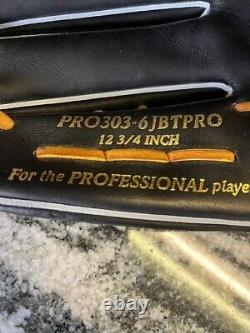 PRO303-6JBTPRO
12 3/4 INCH
For the PROFESSIONAL playe